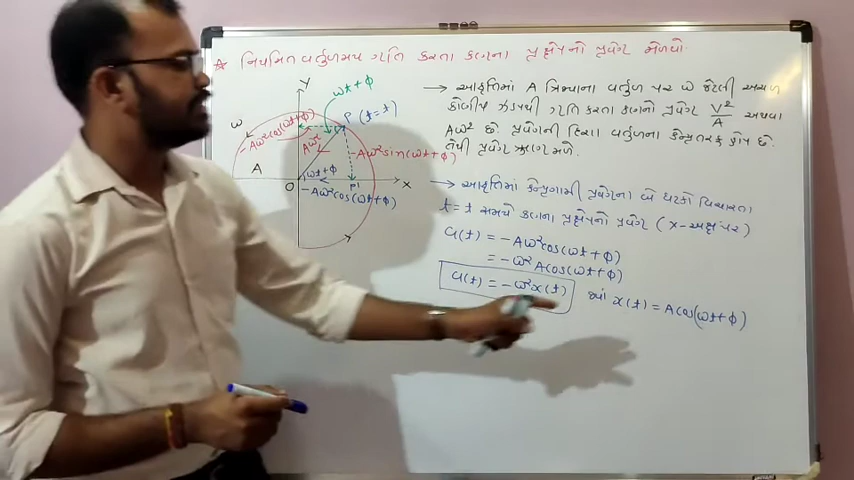 ☆ નિયમિત વર્તુળમય ગતિ કરતા કણના પ્રક્ષેપનો પ્રવેગ મેળવો.
y
ωt+ϕ
ω
P (t=t)
-Aω²sin(ωt+ϕ)
Aω²
-Aω²sin(ωt+ϕ)
A
ωt+ϕ
O
P'
x
-Aω²cos(ωt+ϕ)
→ આકૃતિમાં A ત્રિજ્યાના વર્તુળ પર ω જેટલી અચળ
કોણીય ઝડપથી ગતિ કરતા કણનો પ્રવેગ V²/A અથવા
Aω² છે. પ્રવેગની દિશા વર્તુળના કેન્દ્રતરફ હોય છે.
તેથી પ્રવેગ ઋણ મળે.
→ આકૃતિમાં કેન્દ્રગામી પ્રવેગના બે ઘટકો વિચારતા
t=t સમયે કણના પ્રક્ષેપનો પ્રવેગ (x-અક્ષ પર)
a(t) = -Aω²cos(ωt+ϕ)
= -ω²Acos(ωt+ϕ)
a(t) = -ω²x(t) જ્યાં x(t) = Acos(ωt+ϕ)